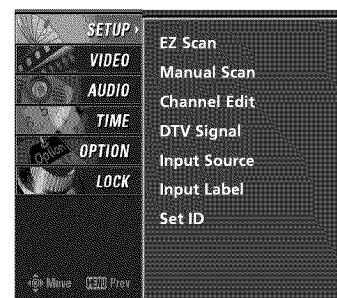 SETUP
VIDEO
AUDIO
TIME
Option
OPTION
LOCK
EZ Scan
Manual Scan
Channel Edit
DTV Signal
Input Source
Input Label
Set ID
Move MENU Prev